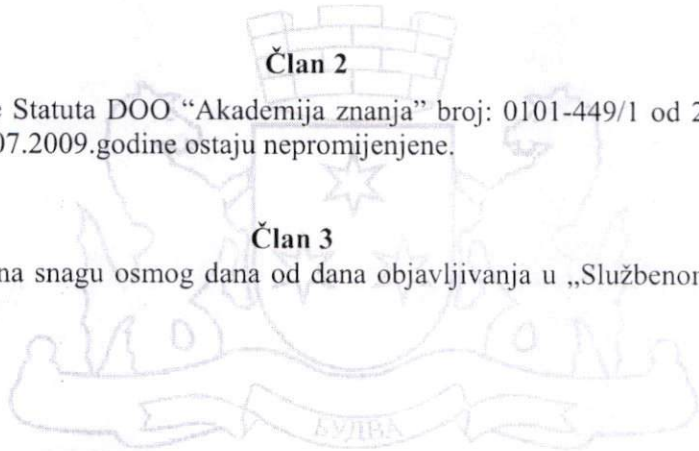 Član 2
Statuta DOO “Akademija znanja” broj: 0101-449/1 od
07.2009.godine ostaju nepromijenjene.
Član 3
na snagu osmog dana od dana objavljivanja u „Službenom
БУДВА